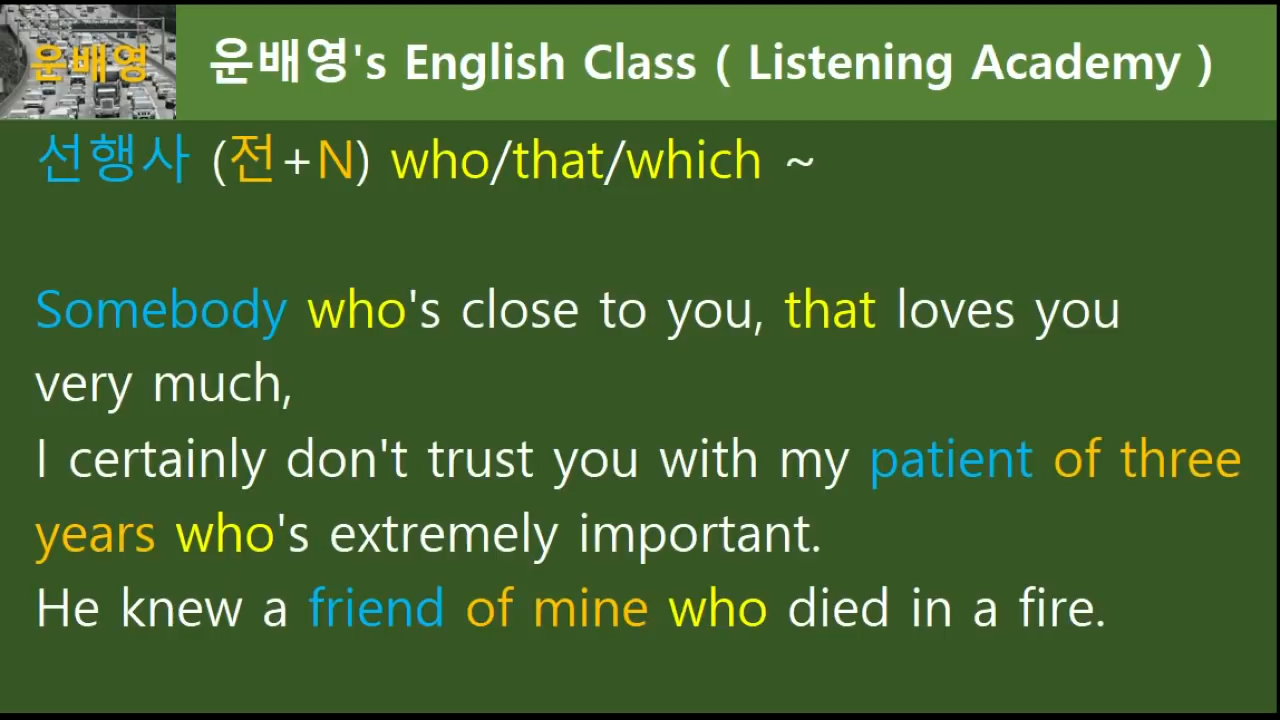 운배영
운배영's English Class ( Listening Academy )
선행사 (전+N) who/that/which ~
Somebody who's close to you, that loves you
very much,
I certainly don't trust you with my patient of three
years who's extremely important.
He knew a friend of mine who died in a fire.